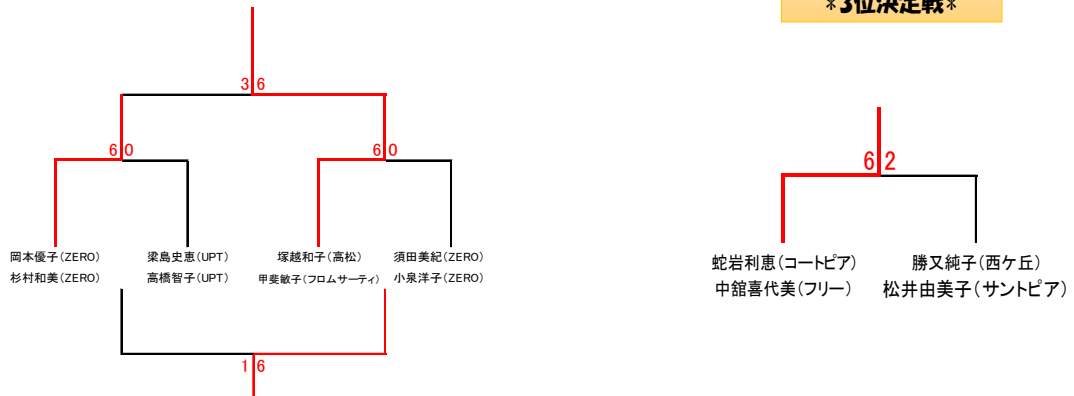 *3位決定戦*
3 6
6 0
6 0
6 2
岡本優子(ZERO)
杉村和美(ZERO)
梁島史恵(UPT)
高橋智子(UPT)
塚越和子(高松)
甲斐敏子(フロムサーティ)
須田美紀(ZERO)
小泉洋子(ZERO)
蛇岩利恵(コートピア)
中舘喜代美(フリー)
勝又純子(西ケ丘)
松井由美子(サントピア)
1 6